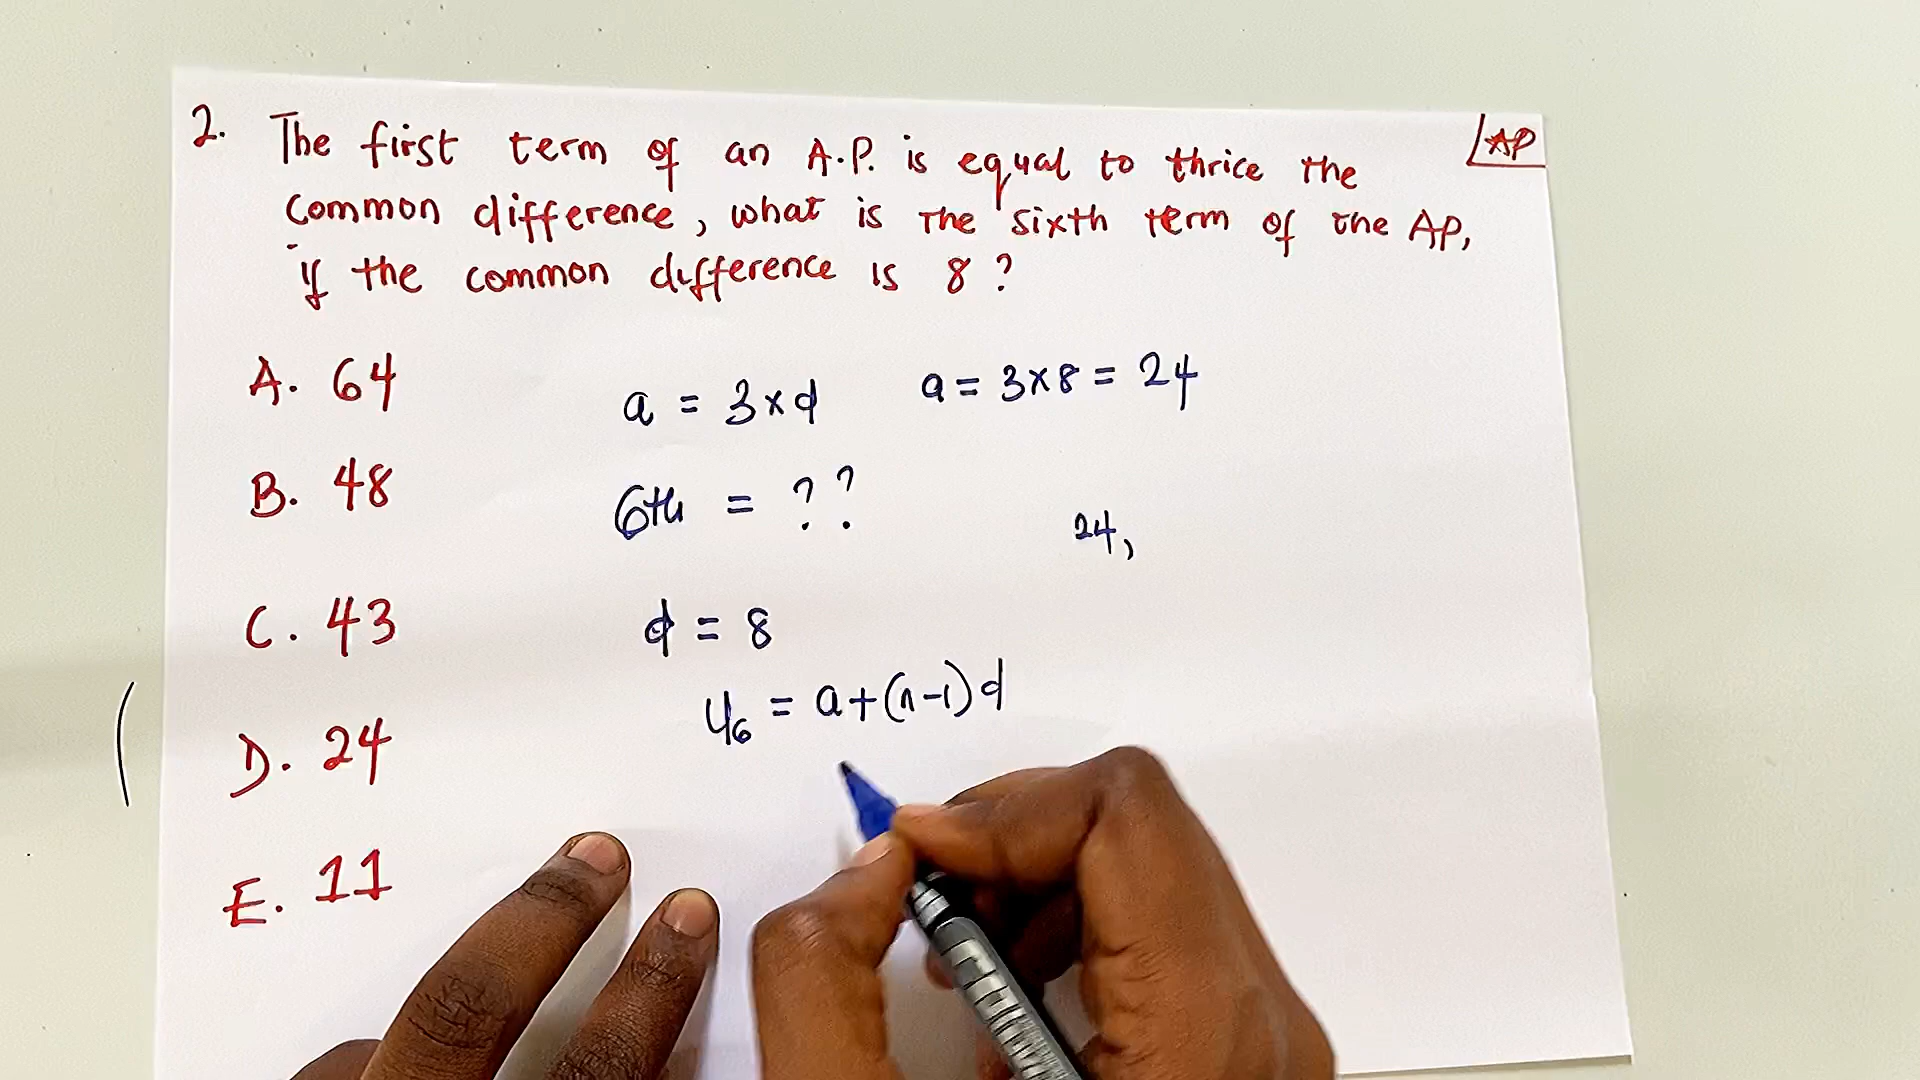 2. The first term of an A.P. is equal to thrice the
common difference, what is the sixth term of the AP,
if the common difference is 8?
AP
A. 64
B. 48
C. 43
D. 24
E. 11
a = 3×d
a = 3×8 = 24
6th = ??
24,
d = 8
U6 = a+(n-1)d